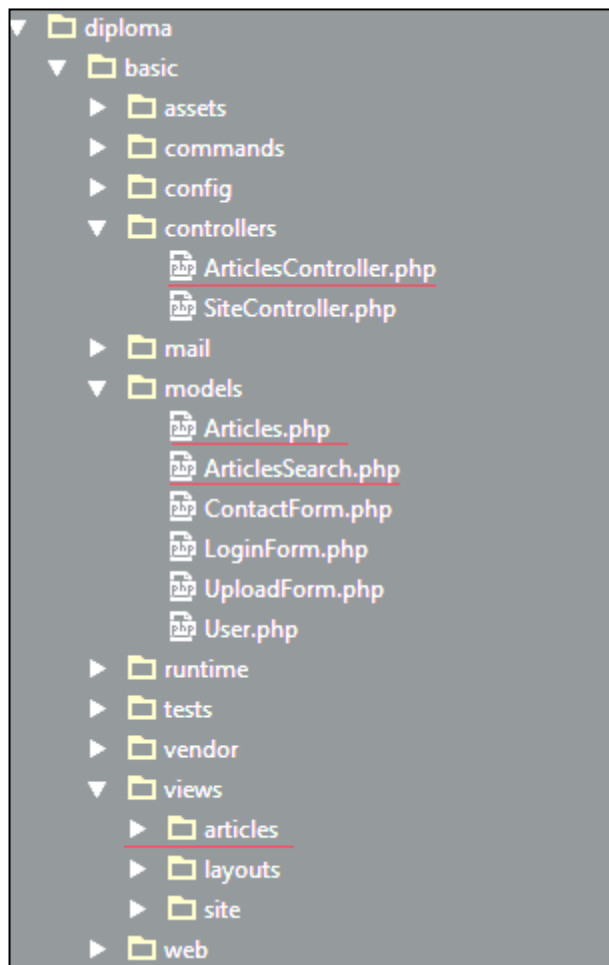 diploma
basic
assets
commands
config
controllers
ArticlesController.php
SiteController.php
mail
models
Articles.php
ArticlesSearch.php
ContactForm.php
LoginForm.php
UploadForm.php
User.php
runtime
tests
vendor
views
articles
layouts
site
web